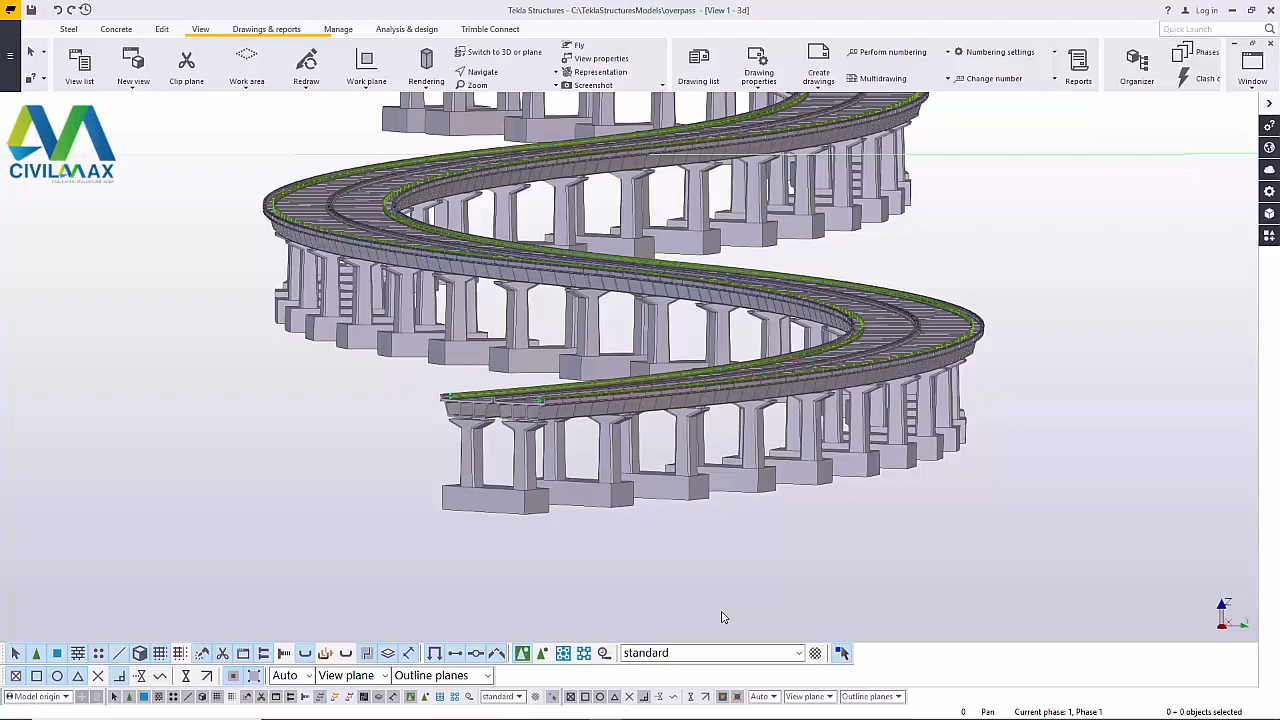 Tekla Structures - C:\TeklaStructuresModels\overpass - [View 1 - 3d]
Log in
Steel Concrete Edit View Drawings & reports Manage Analysis & design Trimble Connect
Quick Launch
View list
New view
Clip plane
Work area
Redraw
Work plane
Rendering
Switch to 3D or plane
Navigate
Zoom
Fly
View properties
Representation
Screenshot
Drawing list
Drawing properties
Create drawings
Perform numbering
Multidrawing
Numbering settings
Change number
Reports
Organizer
Phases
Clash c
Window
CIVILMAX
Z
standard
Auto View plane Outline planes
Model origin standard Auto View plane Outline planes
0 Pan Current phase: 1, Phase 1 0 + 0 objects selected